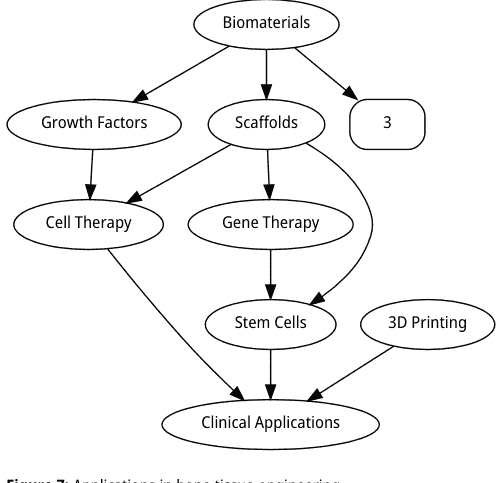 Biomaterials
Growth Factors
Scaffolds
3
Cell Therapy
Gene Therapy
Stem Cells
3D Printing
Clinical Applications
Figure 7: Applications in bone tissue engineering